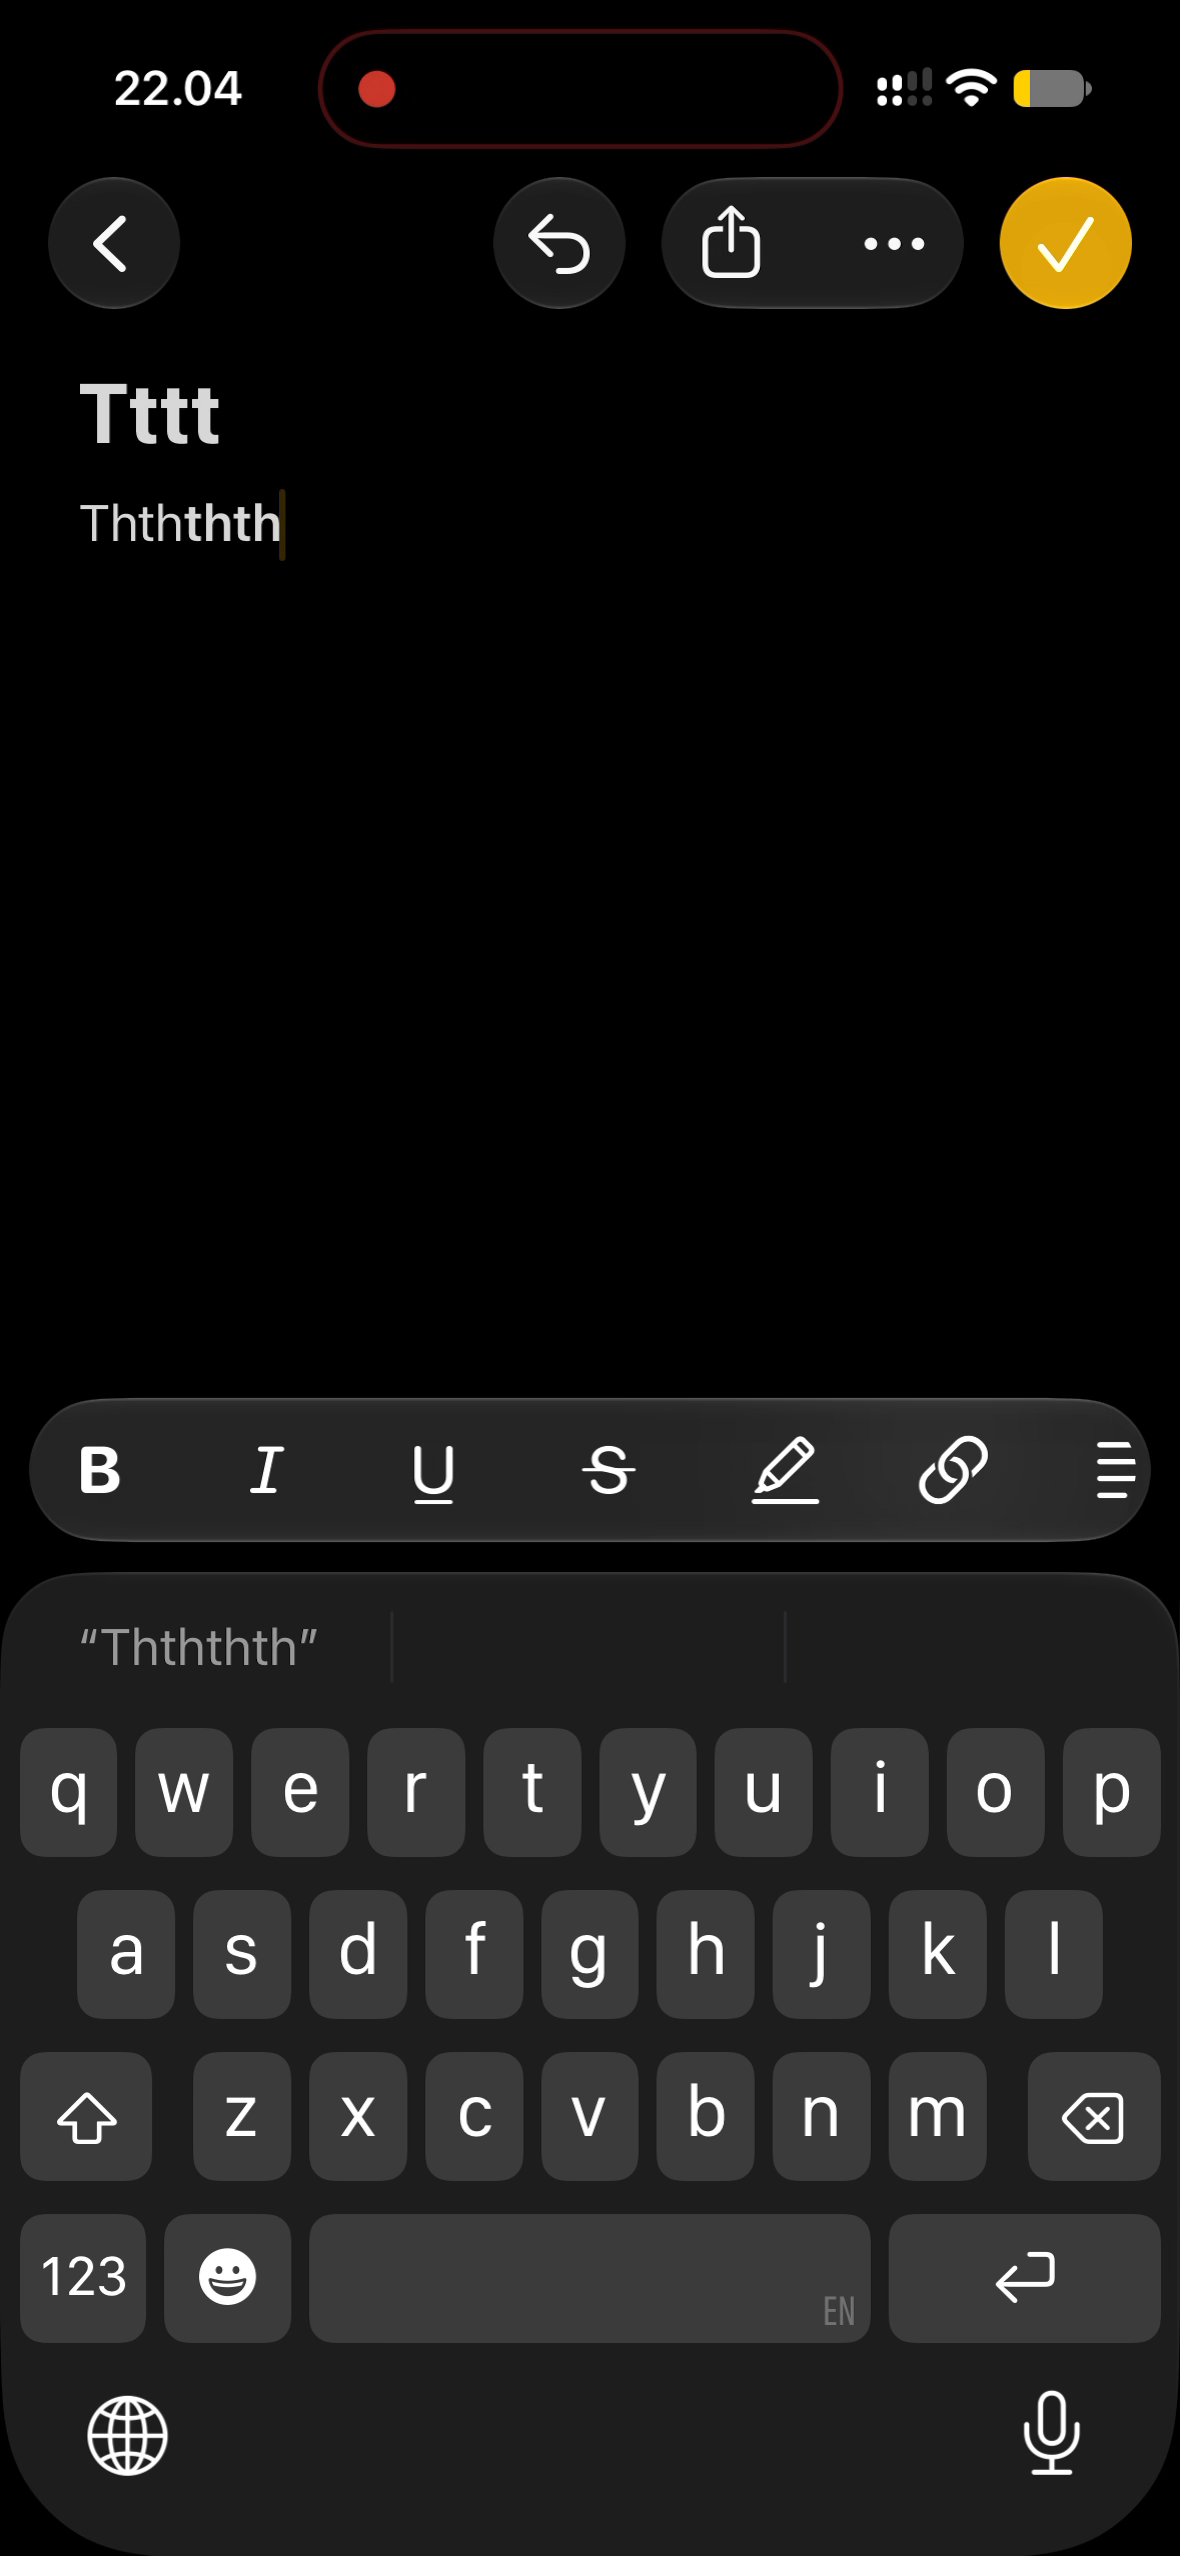 22.04
Tttt
Thththth
B I U S
“Thththth”
q w e r t y u i o p
a s d f g h j k l
z x c v b n m
123
EN